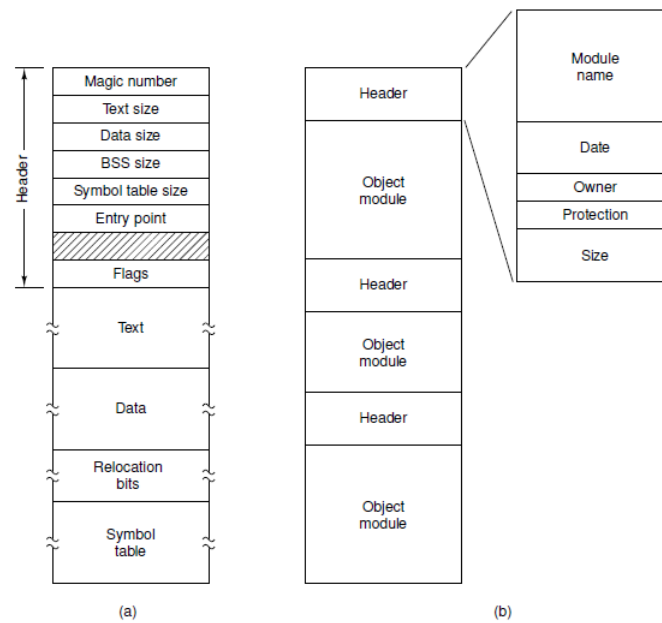 Header
Magic number
Text size
Data size
BSS size
Symbol table size
Entry point
Flags
Text
Data
Relocation
bits
Symbol
table
(a)
Header
Object
module
Header
Object
module
Header
Object
module
(b)
Module
name
Date
Owner
Protection
Size